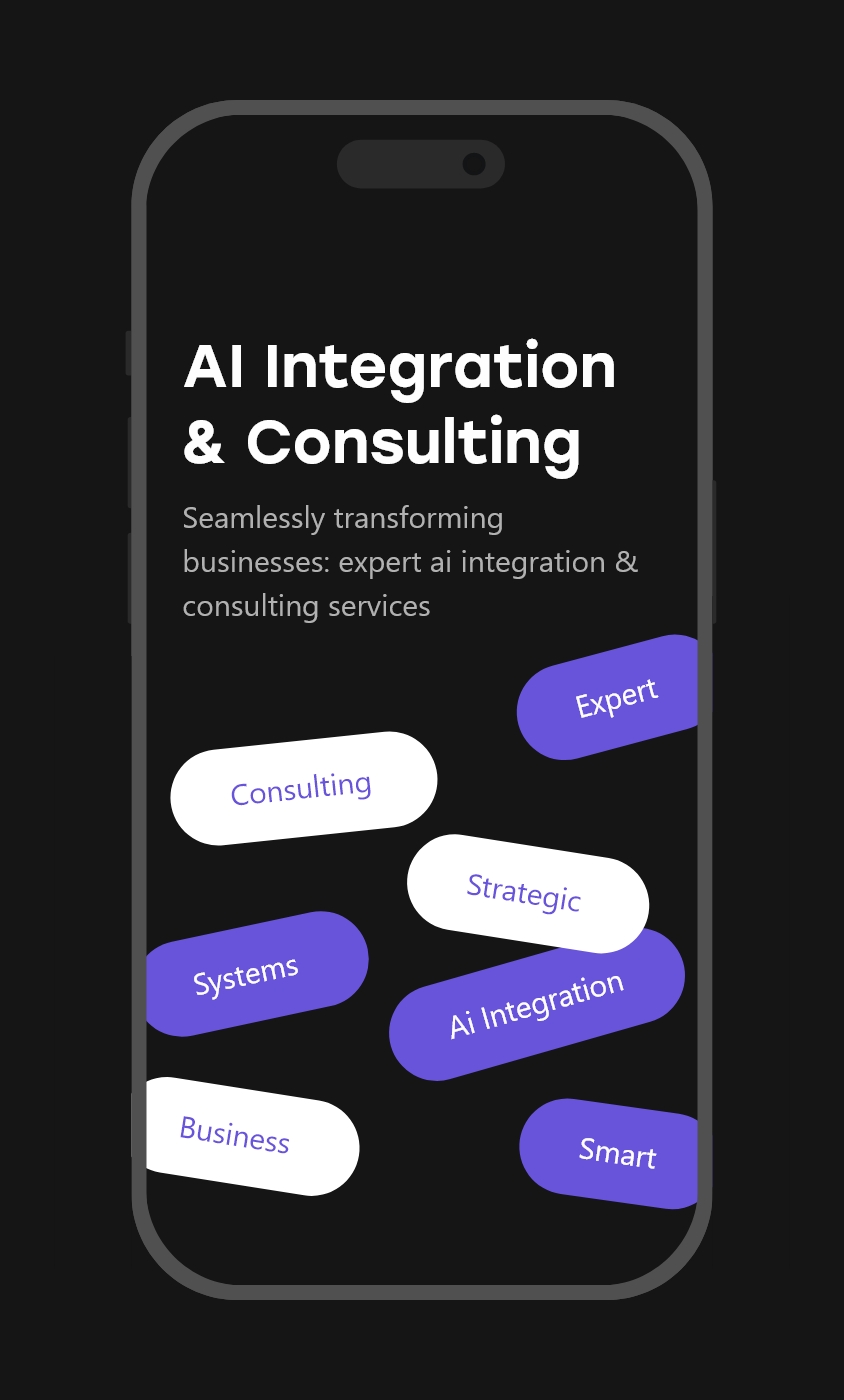 AI Integration
& Consulting
Seamlessly transforming
businesses: expert ai integration &
consulting services
Expert
Consulting
Strategic
Systems
Ai Integration
Business
Smart